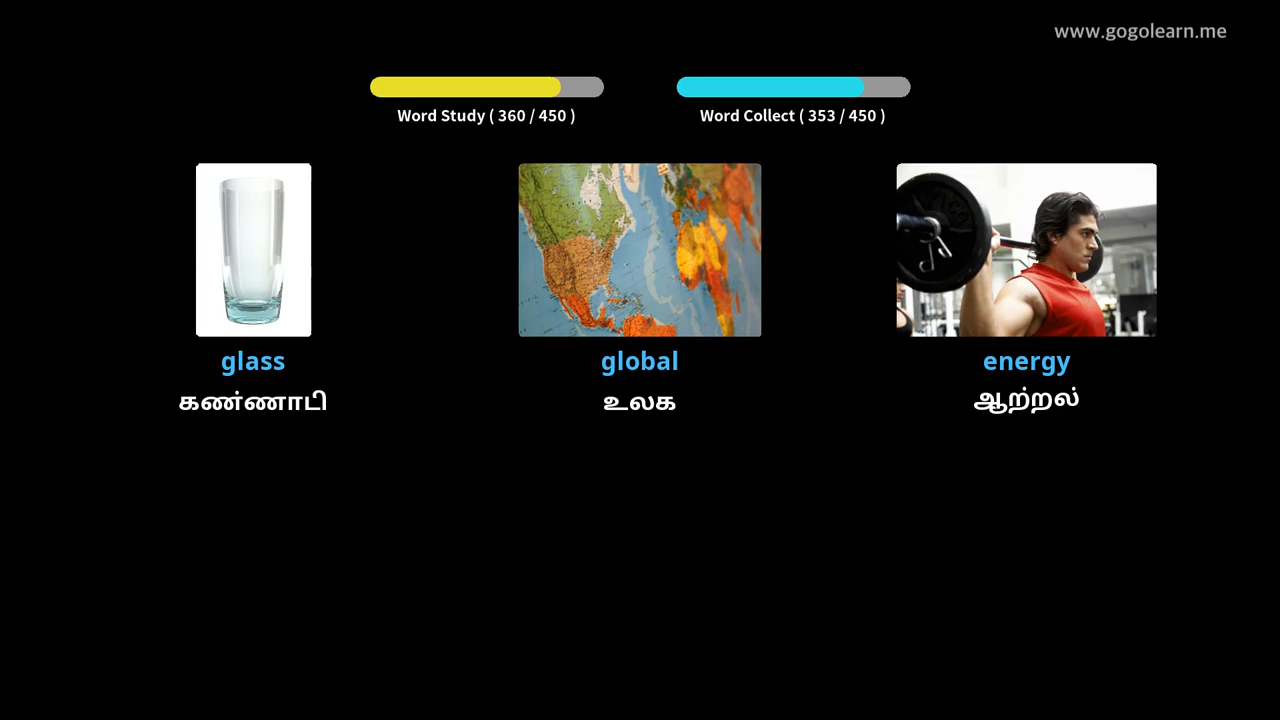 www.gogolearn.me
Word Study ( 360 / 450 )
Word Collect ( 353 / 450 )
glass
கண்ணாபி
global
உலக
energy
ஆற்றல்